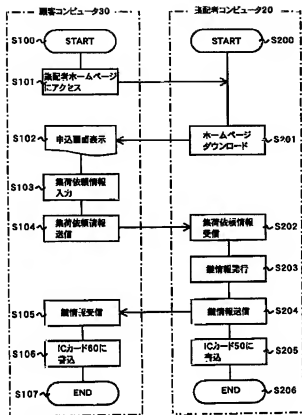 顧客コンピュータ30
集配者コンピュータ20
S100
START
START
S200
S101
集配者ホームページ
にアクセス
S102
申込画面表示
ホームページ
ダウンロード
S201
S103
集荷依頼情報
入力
S104
集荷依頼情報
送信
集荷依頼情報
受信
S202
鍵情報発行
S203
S105
鍵情報受信
鍵情報送信
S204
S106
ICカード60に
書込
ICカード50に
書込
S205
S107
END
END
S206